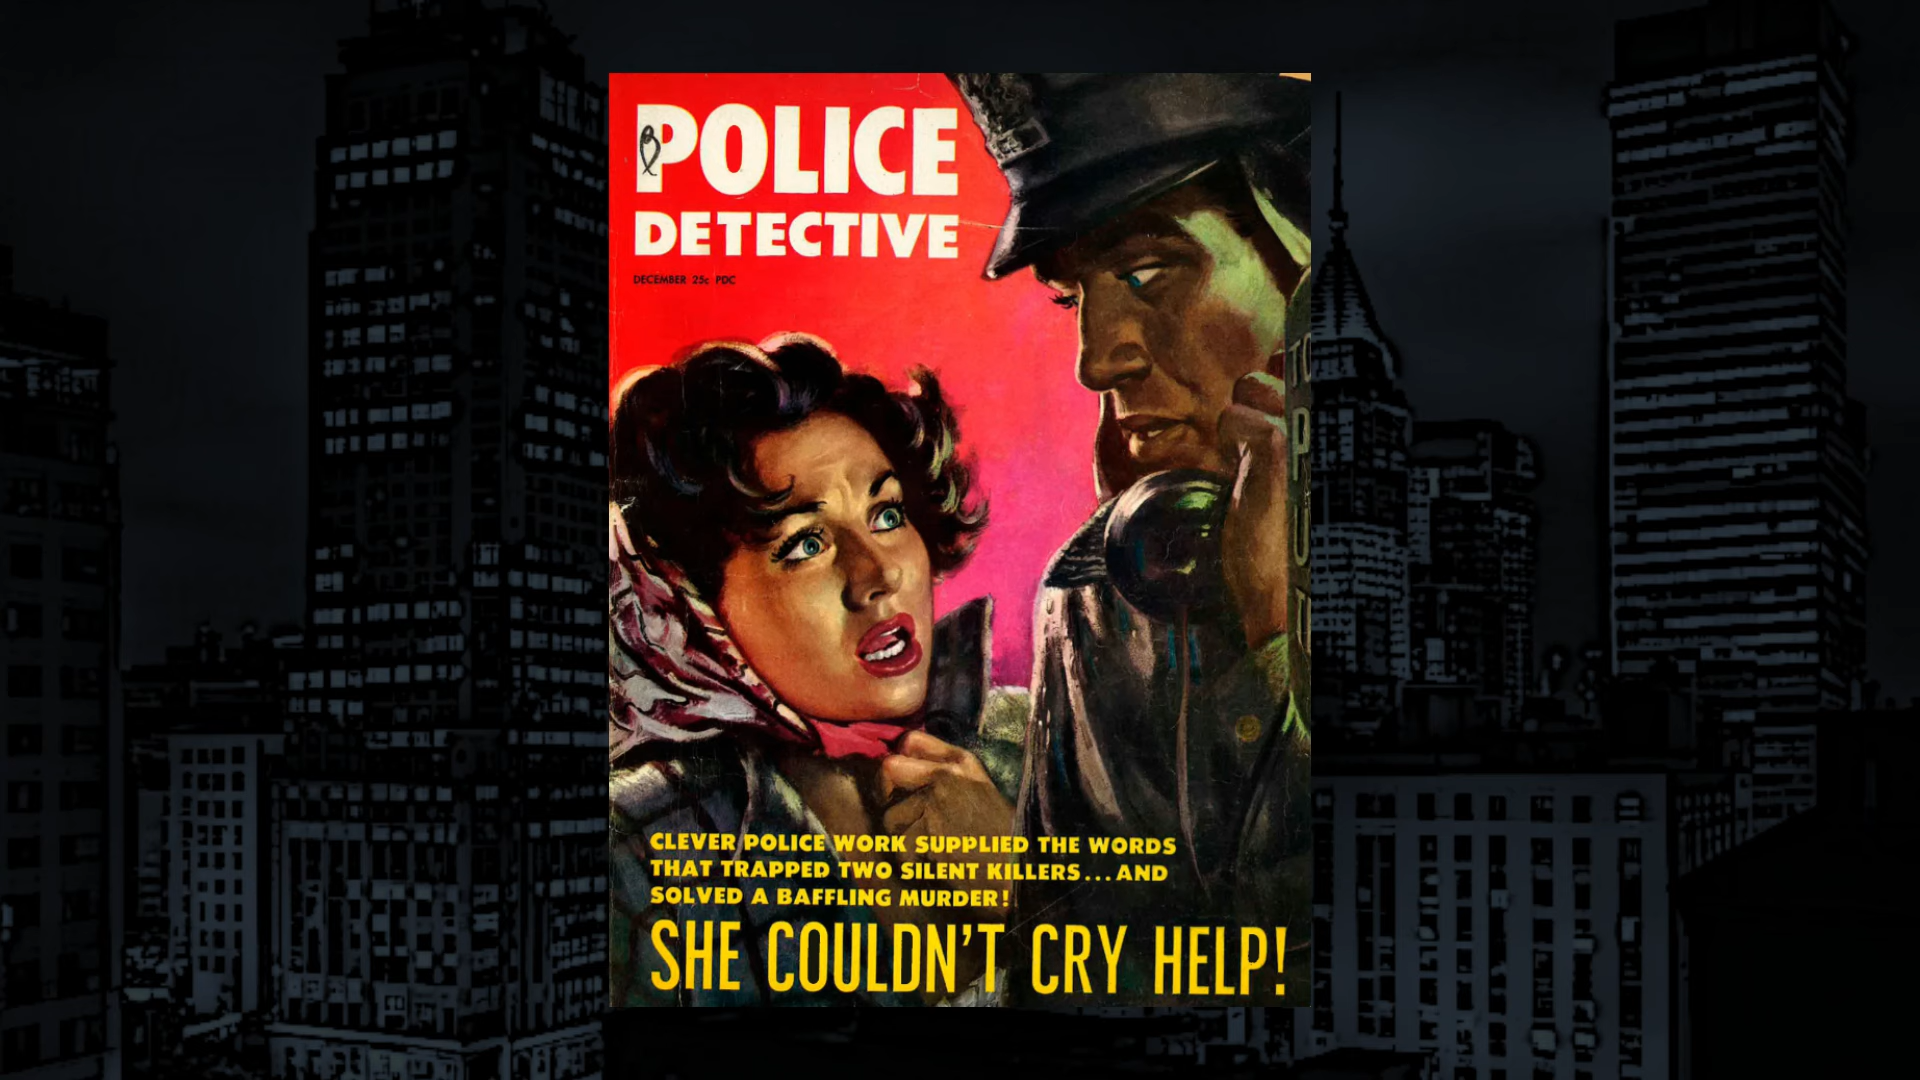 POLICE
DETECTIVE
DECEMBER 25c PDC
CLEVER POLICE WORK SUPPLIED THE WORDS
THAT TRAPPED TWO SILENT KILLERS...AND
SOLVED A BAFFLING MURDER!
SHE COULDN'T CRY HELP!